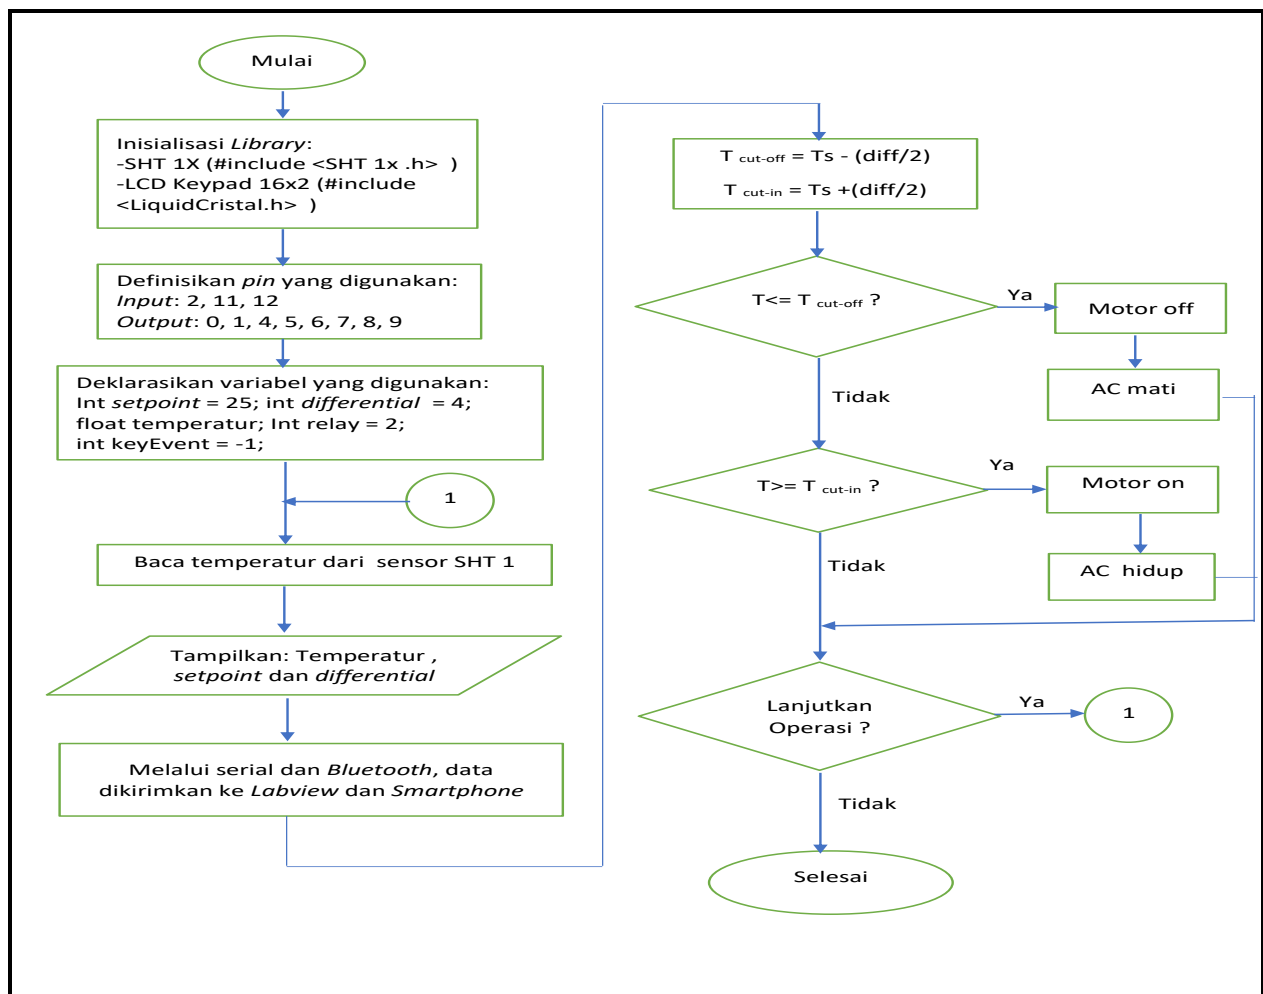 Mulai
Inisialisasi Library:
-SHT 1X (#include <SHT 1x .h> )
-LCD Keypad 16x2 (#include
<LiquidCristal.h> )
Definisikan pin yang digunakan:
Input: 2, 11, 12
Output: 0, 1, 4, 5, 6, 7, 8, 9
Deklarasikan variabel yang digunakan:
Int setpoint = 25; int differential = 4;
float temperatur; Int relay = 2;
int keyEvent = -1;
1
Baca temperatur dari sensor SHT 1
Tampilkan: Temperatur ,
setpoint dan differential
Melalui serial dan Bluetooth, data
dikirimkan ke Labview dan Smartphone
T cut-off = Ts - (diff/2)
T cut-in = Ts +(diff/2)
T<= T cut-off ?
Ya
Motor off
AC mati
Tidak
T>= T cut-in ?
Ya
Motor on
AC hidup
Tidak
Lanjutkan
Operasi ?
Ya
1
Tidak
Selesai